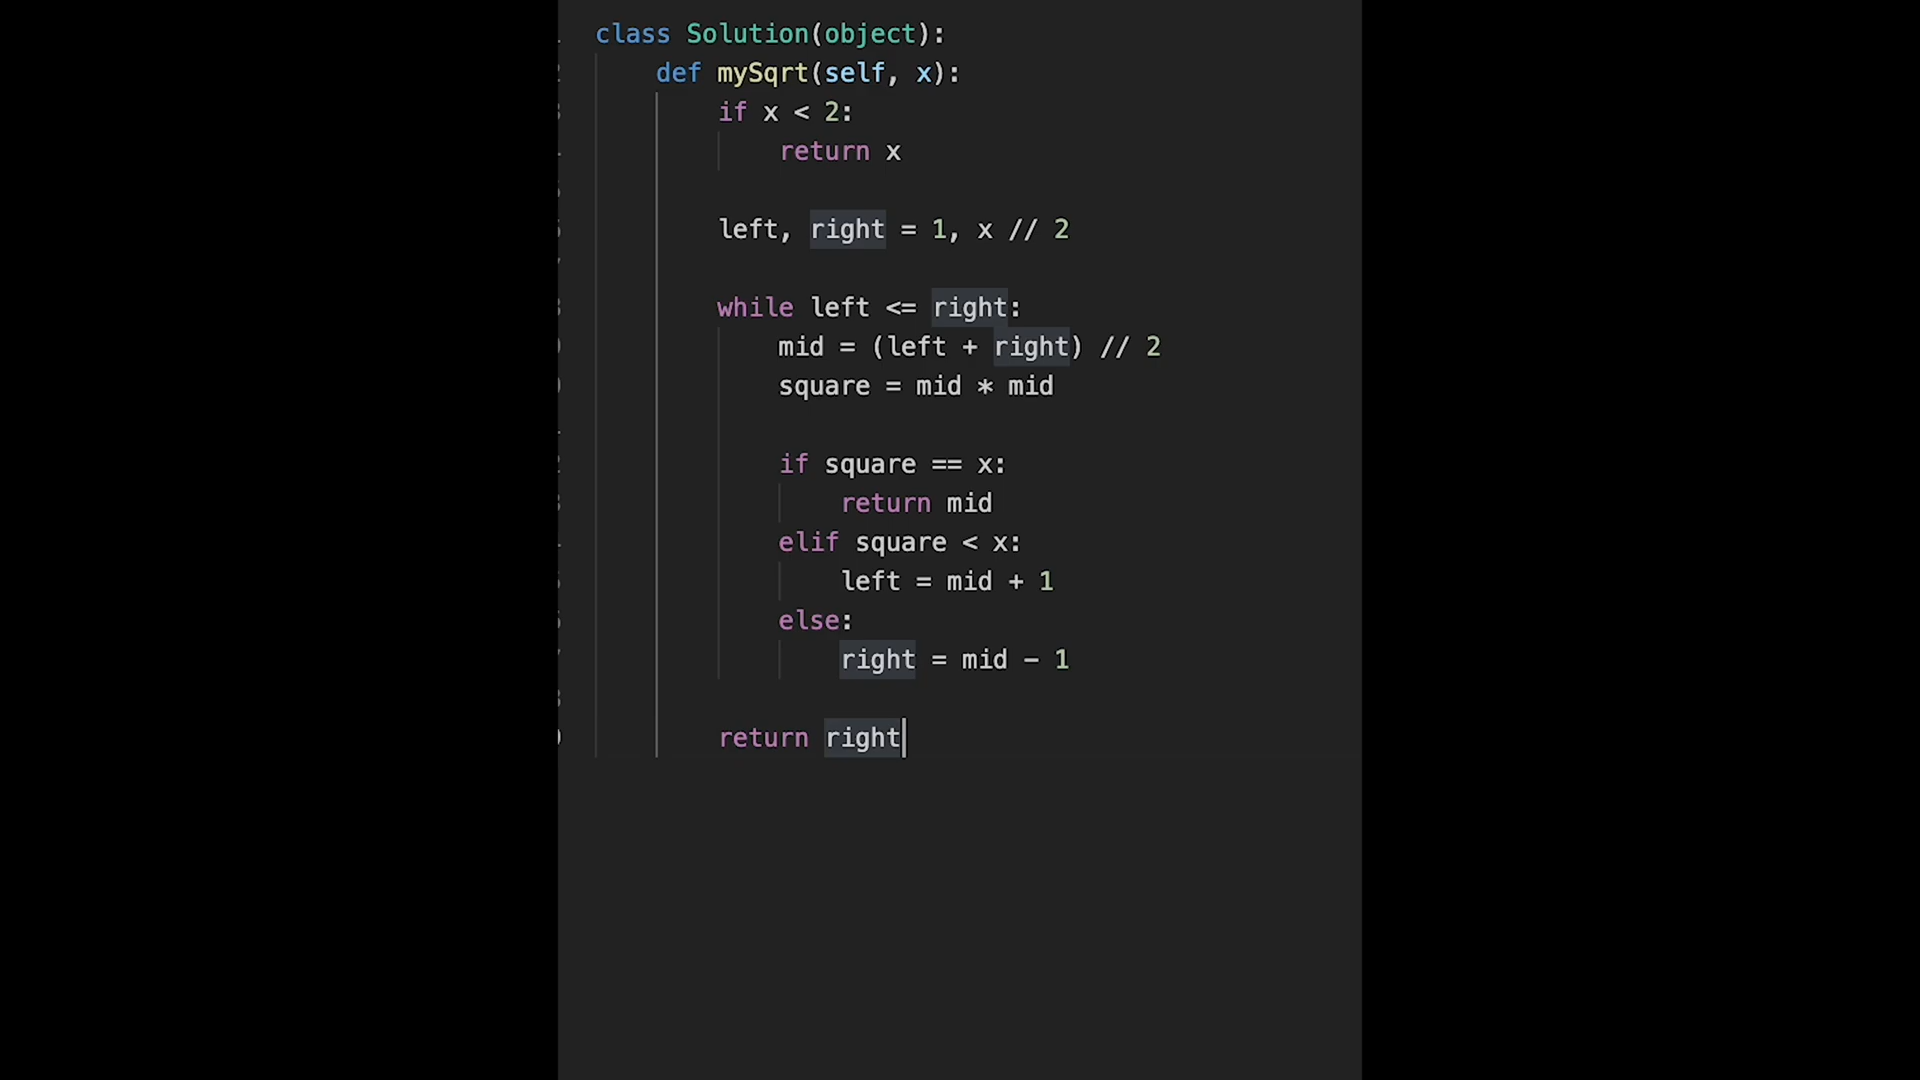 class Solution(object):
def mySqrt(self, x):
if x < 2:
return x
left, right = 1, x // 2
while left <= right:
mid = (left + right) // 2
square = mid * mid
if square == x:
return mid
elif square < x:
left = mid + 1
else:
right = mid - 1
return right